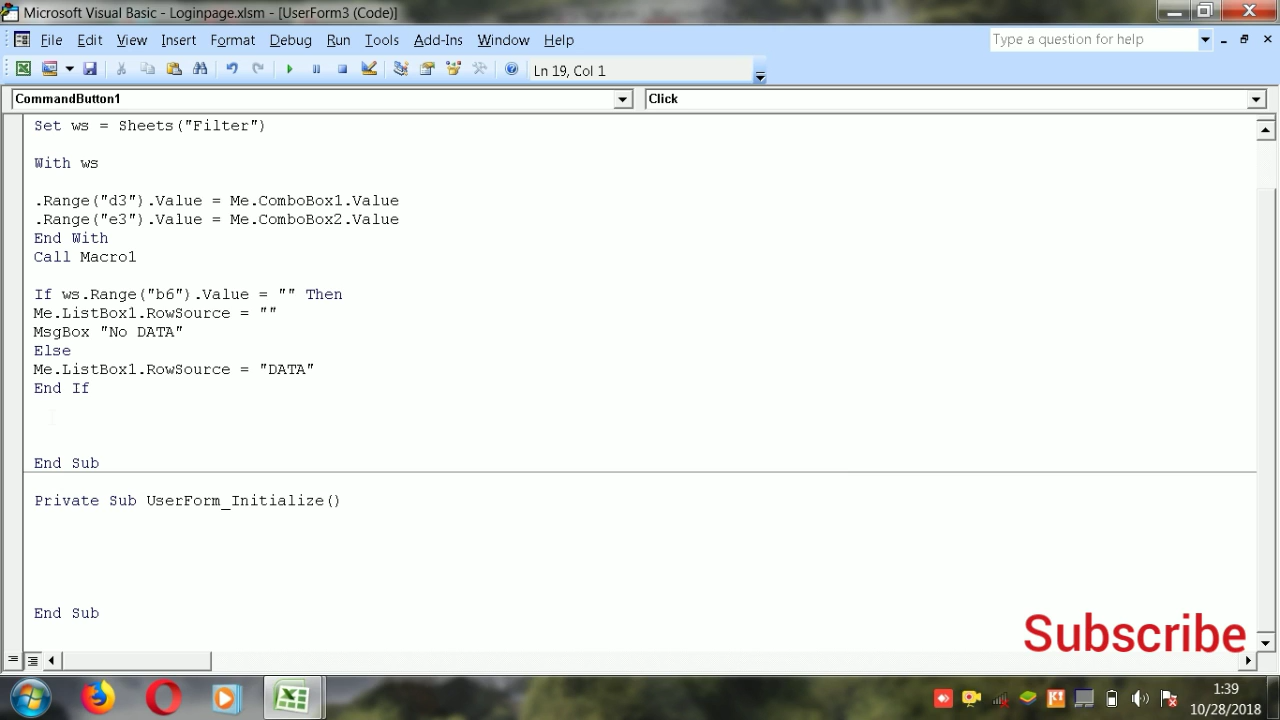 Microsoft Visual Basic - Loginpage.xlsm - [UserForm3 (Code)]
File Edit View Insert Format Debug Run Tools Add-Ins Window Help
Type a question for help
Ln 19, Col 1
CommandButton1
Click
Set ws = Sheets("Filter")
With ws
.Range("d3").Value = Me.ComboBox1.Value
.Range("e3").Value = Me.ComboBox2.Value
End With
Call Macro1
If ws.Range("b6").Value = "" Then
Me.ListBox1.RowSource = ""
MsgBox "No DATA"
Else
Me.ListBox1.RowSource = "DATA"
End If
End Sub
Private Sub UserForm_Initialize()
End Sub
Subscribe
1:39
10/28/2018